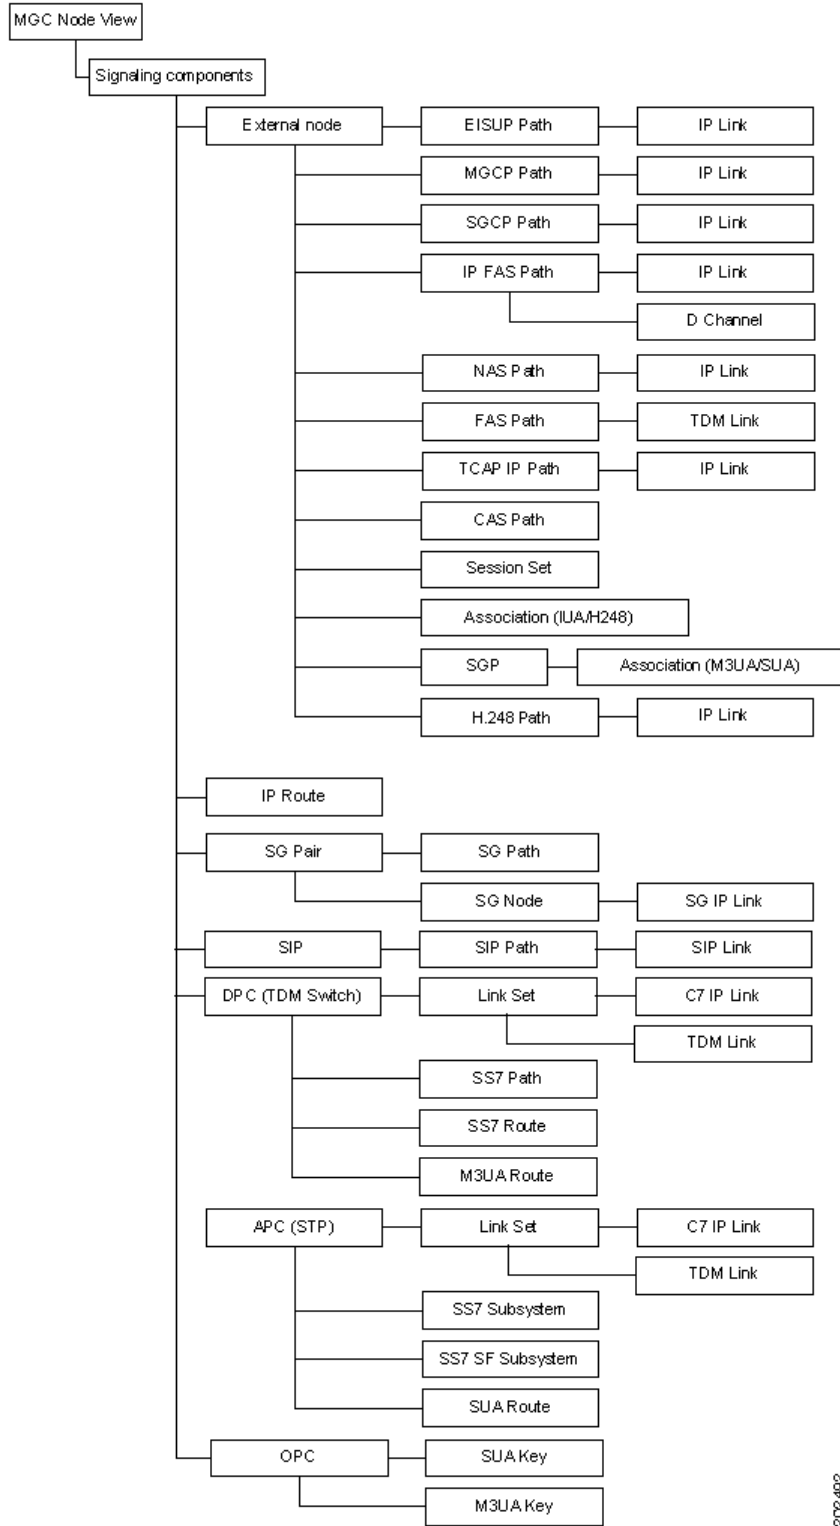 MGC Node View
Signaling components
External node
EISUP Path
IP Link
MGCP Path
IP Link
SGCP Path
IP Link
IP FAS Path
IP Link
D Channel
NAS Path
IP Link
FAS Path
TDM Link
TCAP IP Path
IP Link
CAS Path
Session Set
Association (IUA/H248)
SGP
Association (M3UA/SUA)
H.248 Path
IP Link
IP Route
SG Pair
SG Path
SG Node
SG IP Link
SIP
SIP Path
SIP Link
DPC (TDM Switch)
Link Set
C7 IP Link
TDM Link
SS7 Path
SS7 Route
M3UA Route
APC (STP)
Link Set
C7 IP Link
TDM Link
SS7 Subsystem
SS7 SF Subsystem
SUA Route
OPC
SUA Key
M3UA Key